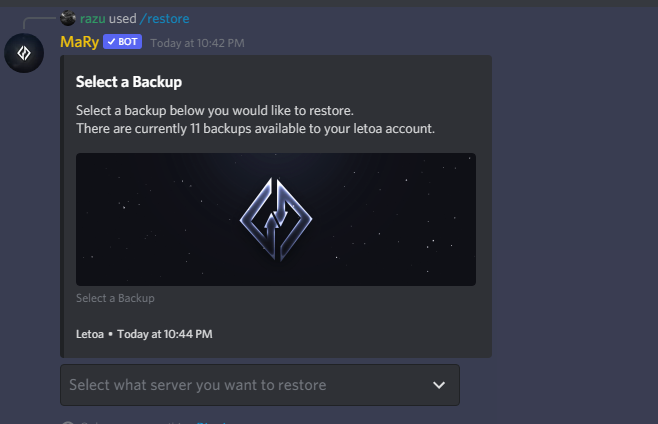 razu used /restore
MaRy BOT Today at 10:42 PM
Select a Backup
Select a backup below you would like to restore.
There are currently 11 backups available to your letoa account.
Select a Backup
Letoa • Today at 10:44 PM
Select what server you want to restore